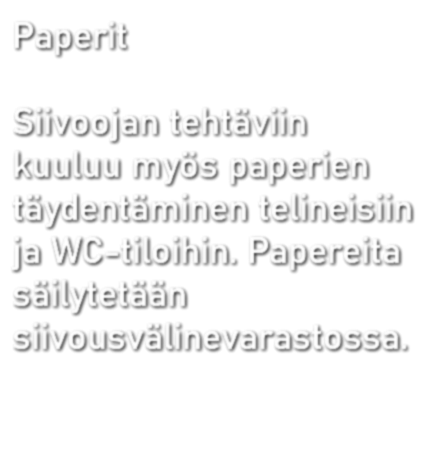 Paperit
Siivoojan tehtäviin
kuuluu myös paperien
täydentäminen telineisiin
ja WC-tiloihin. Papereita
säilytetään
siivousvälinevarastossa.